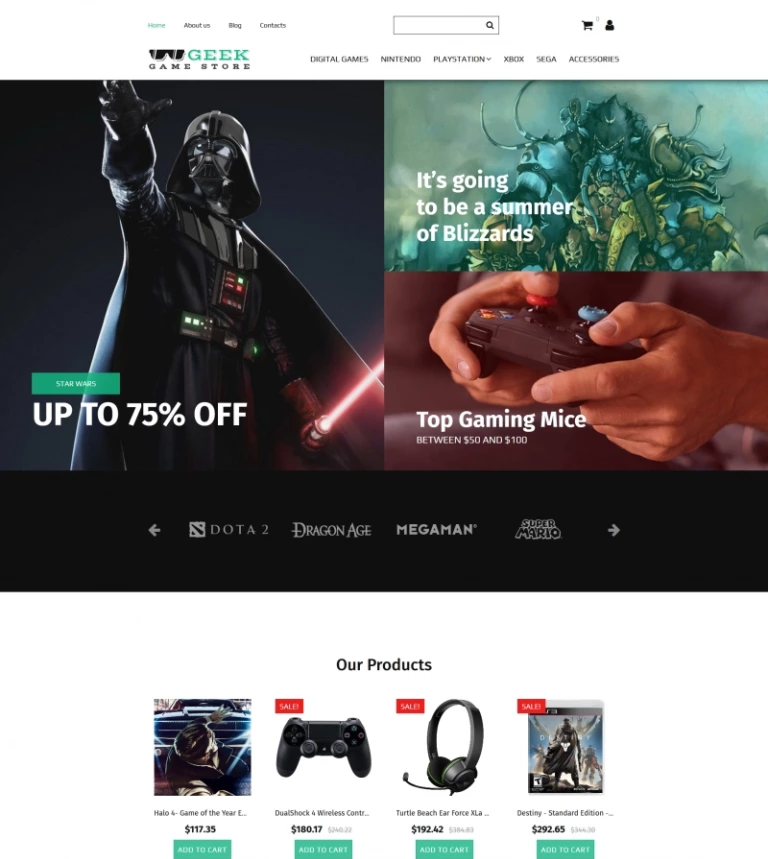 Home About us Blog Contacts
0
GEEK
GAME STORE
DIGITAL GAMES NINTENDO PLAYSTATION XBOX SEGA ACCESSORIES
It's going
to be a summer
of Blizzards
STAR WARS
UP TO 75% OFF
Top Gaming Mice
BETWEEN $50 AND $100
DOTA 2 DRAGON AGE MEGAMAN SUPER MARIO
Our Products
SALE! SALE! SALE!
Halo 4- Game of the Year E... DualShock 4 Wireless Contr... Turtle Beach Ear Force XLa ... Destiny - Standard Edition -...
$117.35 $180.17 $240.22 $192.42 $384.83 $292.65 $344.30
ADD TO CART ADD TO CART ADD TO CART ADD TO CART